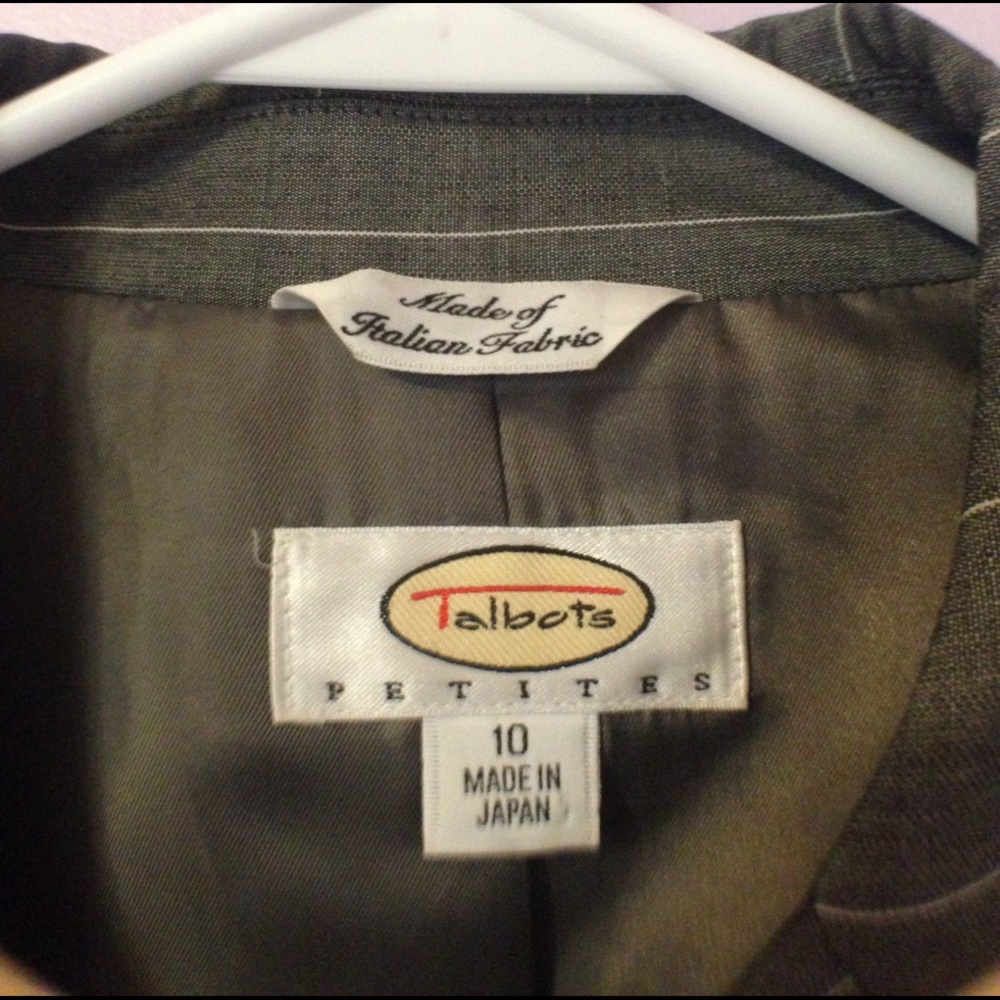 Made of
Italian Fabric
Talbots
PETITES
10
MADE IN
JAPAN